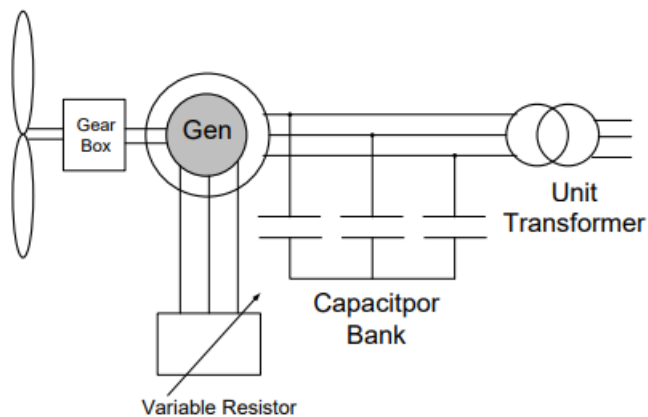 Gear
Box
Gen
Unit
Transformer
Capacitpor
Bank
Variable Resistor